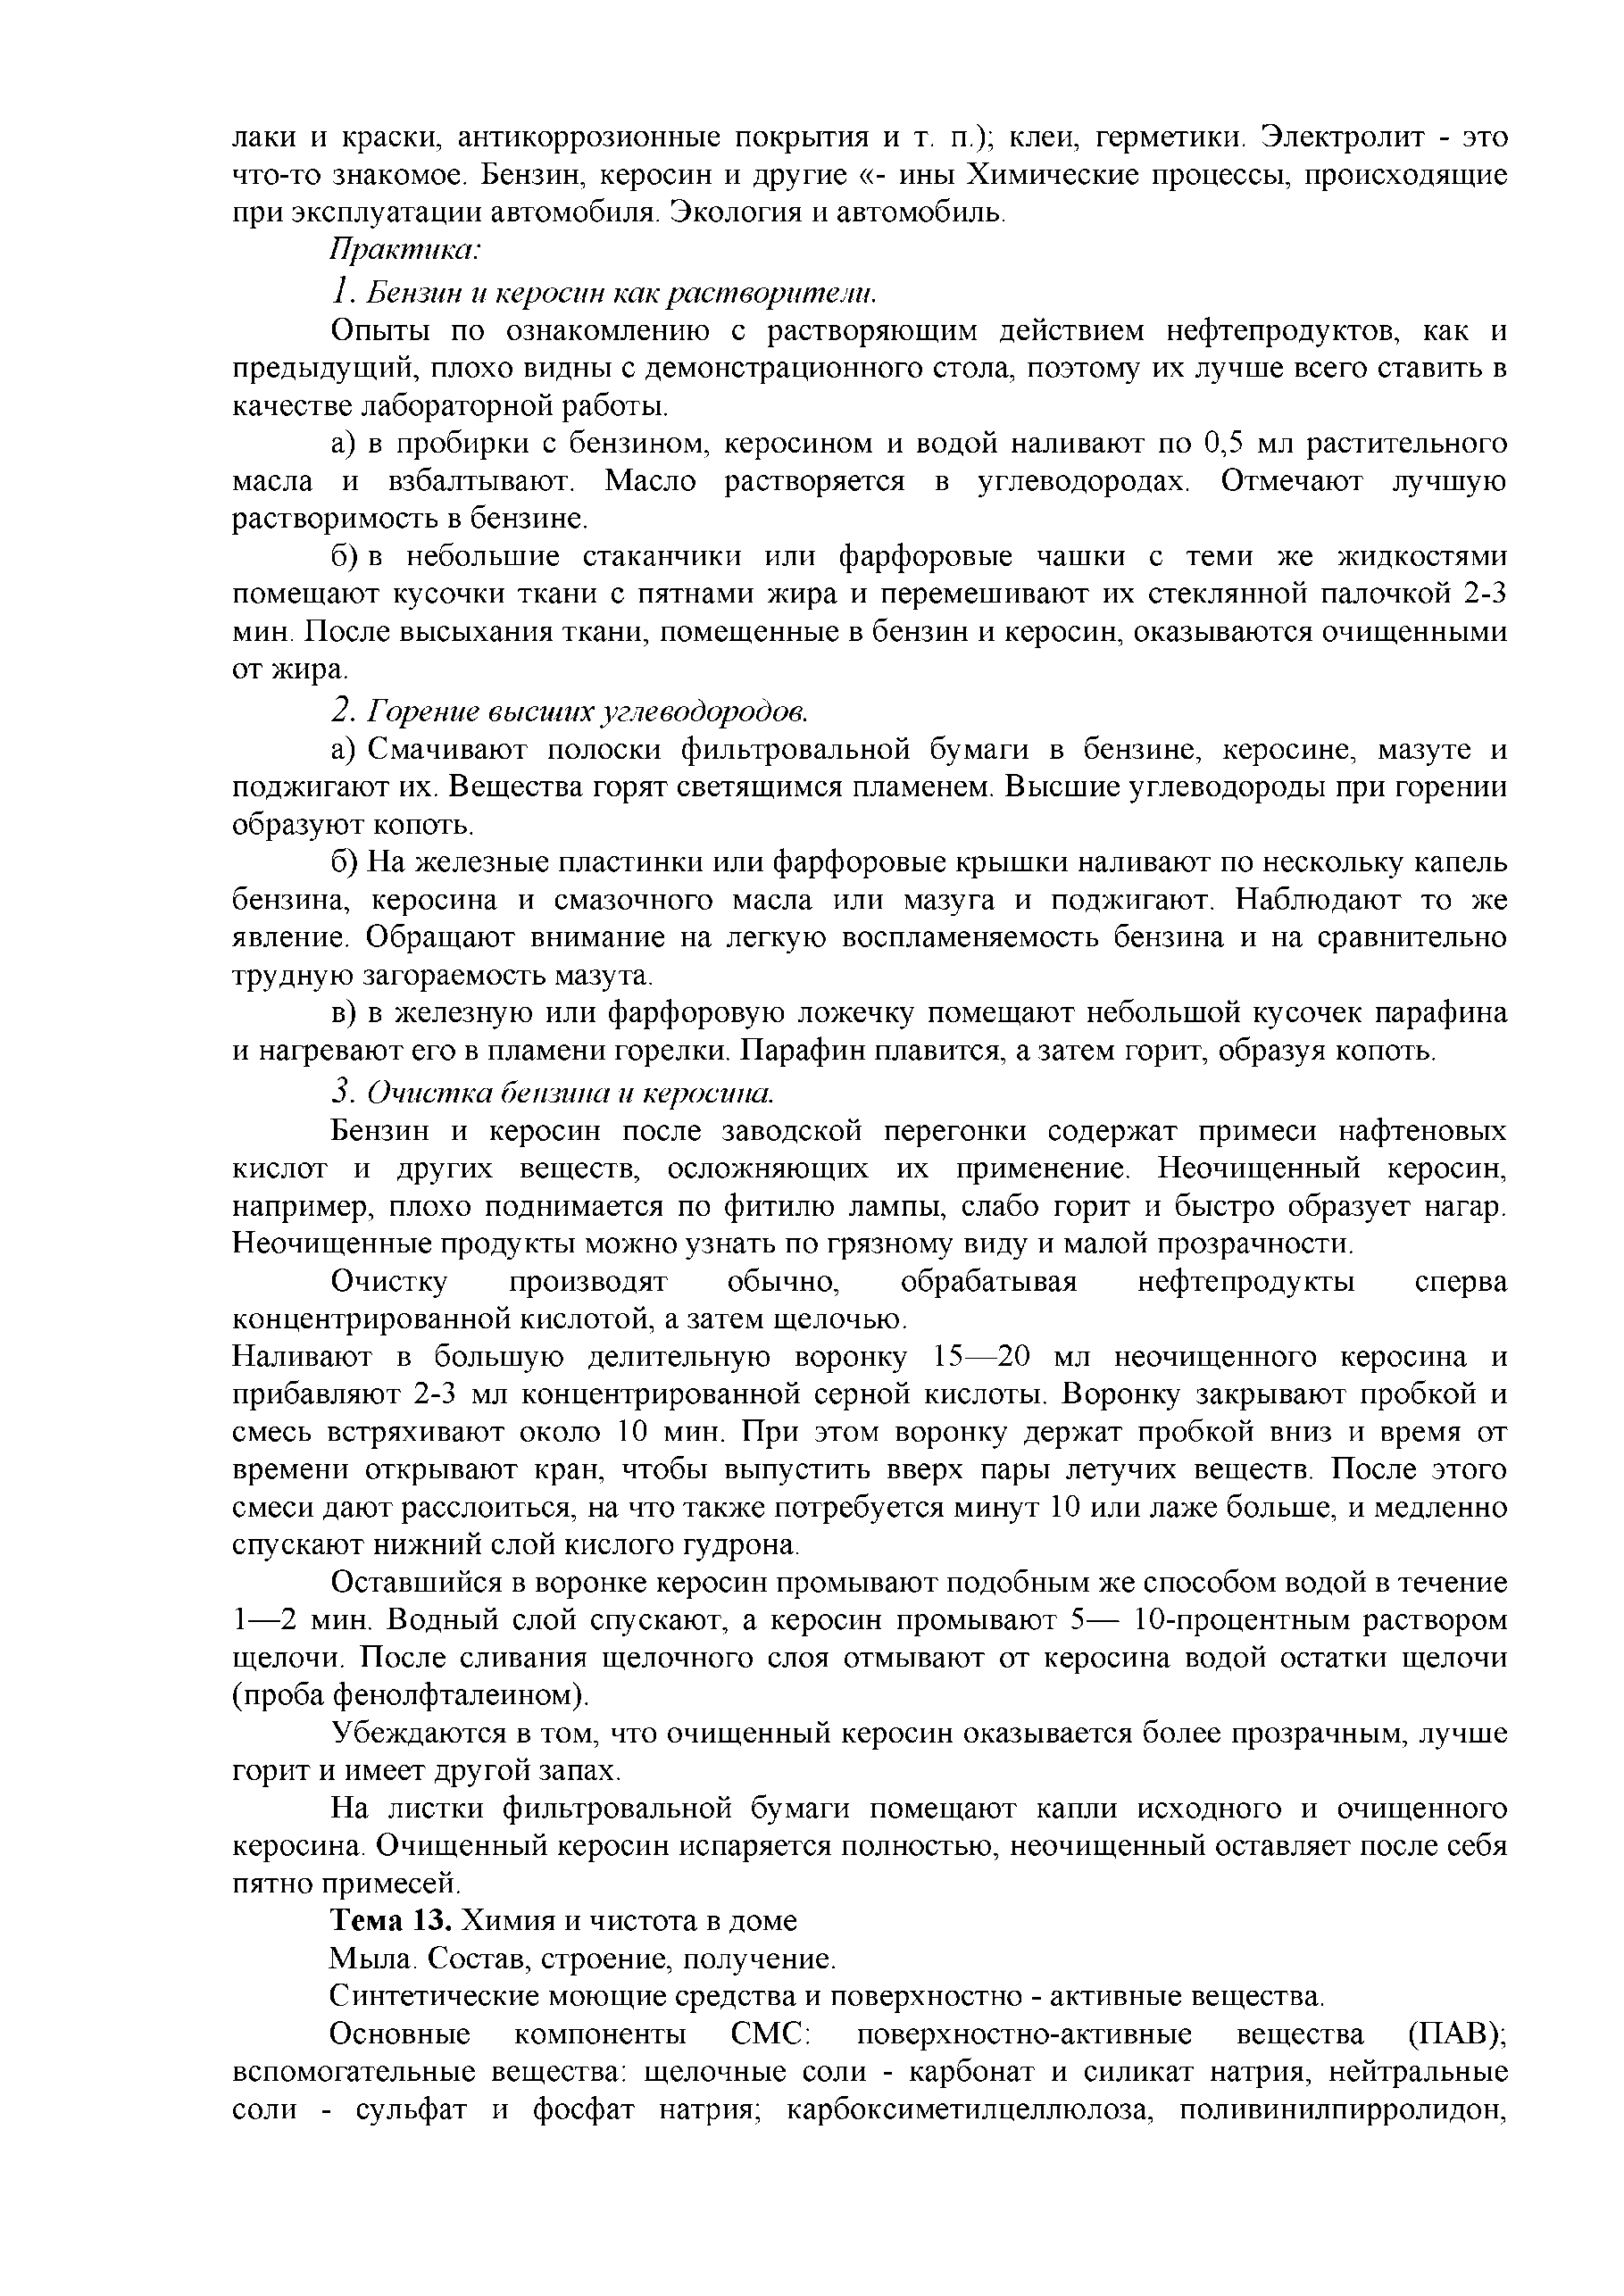 лаки и краски, антикоррозионные покрытия и т. п.); клеи, герметики. Электролит - это
что-то знакомое. Бензин, керосин и другие «- ины Химические процессы, происходящие
при эксплуатации автомобиля. Экология и автомобиль.
Практика:
1. Бензин и керосин как растворители.
Опыты по ознакомлению с растворяющим действием нефтепродуктов, как и
предыдущий, плохо видны с демонстрационного стола, поэтому их лучше всего ставить в
качестве лабораторной работы.
а) в пробирки с бензином, керосином и водой наливают по 0,5 мл растительного
масла и взбалтывают. Масло растворяется в углеводородах. Отмечают лучшую
растворимость в бензине.
б) в небольшие стаканчики или фарфоровые чашки с теми же жидкостями
помещают кусочки ткани с пятнами жира и перемешивают их стеклянной палочкой 2-3
мин. После высыхания ткани, помещенные в бензин и керосин, оказываются очищенными
от жира.
2. Горение высших углеводородов.
а) Смачивают полоски фильтровальной бумаги в бензине, керосине, мазуте и
поджигают их. Вещества горят светящимся пламенем. Высшие углеводороды при горении
образуют копоть.
б) На железные пластинки или фарфоровые крышки наливают по нескольку капель
бензина, керосина и смазочного масла или мазуга и поджигают. Наблюдают то же
явление. Обращают внимание на легкую воспламеняемость бензина и на сравнительно
трудную загораемость мазута.
в) в железную или фарфоровую ложечку помещают небольшой кусочек парафина
и нагревают его в пламени горелки. Парафин плавится, а затем горит, образуя копоть.
3. Очистка бензина и керосина.
Бензин и керосин после заводской перегонки содержат примеси нафтеновых
кислот и других веществ, осложняющих их применение. Неочищенный керосин,
например, плохо поднимается по фитилю лампы, слабо горит и быстро образует нагар.
Неочищенные продукты можно узнать по грязному виду и малой прозрачности.
Очистку производят обычно, обрабатывая нефтепродукты сперва
концентрированной кислотой, а затем щелочью.
Наливают в большую делительную воронку 15—20 мл неочищенного керосина и
прибавляют 2-3 мл концентрированной серной кислоты. Воронку закрывают пробкой и
смесь встряхивают около 10 мин. При этом воронку держат пробкой вниз и время от
времени открывают кран, чтобы выпустить вверх пары летучих веществ. После этого
смеси дают расслоиться, на что также потребуется минут 10 или лаже больше, и медленно
спускают нижний слой кислого гудрона.
Оставшийся в воронке керосин промывают подобным же способом водой в течение
1—2 мин. Водный слой спускают, а керосин промывают 5— 10-процентным раствором
щелочи. После сливания щелочного слоя отмывают от керосина водой остатки щелочи
(проба фенолфталеином).
Убеждаются в том, что очищенный керосин оказывается более прозрачным, лучше
горит и имеет другой запах.
На листки фильтровальной бумаги помещают капли исходного и очищенного
керосина. Очищенный керосин испаряется полностью, неочищенный оставляет после себя
пятно примесей.
Тема 13. Химия и чистота в доме
Мыла. Состав, строение, получение.
Синтетические моющие средства и поверхностно - активные вещества.
Основные компоненты СМС: поверхностно-активные вещества (ПАВ);
вспомогательные вещества: щелочные соли - карбонат и силикат натрия, нейтральные
соли - сульфат и фосфат натрия; карбоксиметилцеллюлоза, поливинилпирролидон,